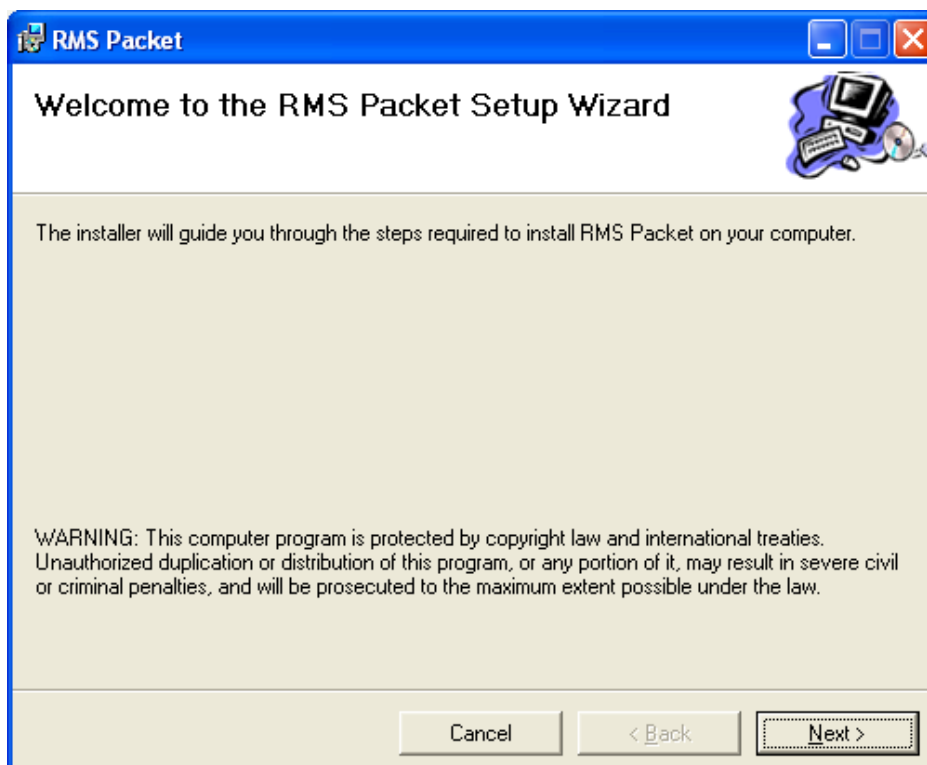 RMS Packet
Welcome to the RMS Packet Setup Wizard
The installer will guide you through the steps required to install RMS Packet on your computer.
WARNING: This computer program is protected by copyright law and international treaties.
Unauthorized duplication or distribution of this program, or any portion of it, may result in severe civil
or criminal penalties, and will be prosecuted to the maximum extent possible under the law.
Cancel
< Back
Next >